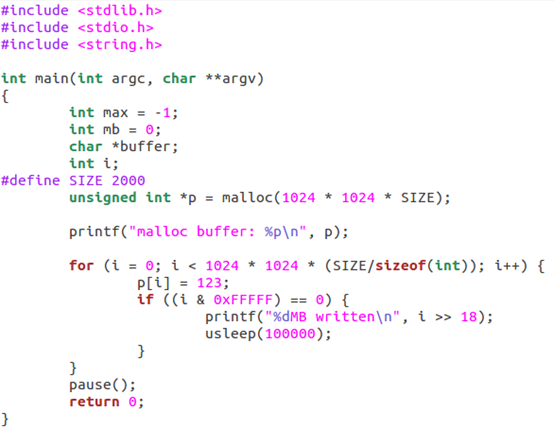 #include <stdlib.h>
#include <stdio.h>
#include <string.h>

int main(int argc, char **argv)
{
        int max = -1;
        int mb = 0;
        char *buffer;
        int i;
#define SIZE 2000
        unsigned int *p = malloc(1024 * 1024 * SIZE);

        printf("malloc buffer: %p\n", p);

        for (i = 0; i < 1024 * 1024 * (SIZE/sizeof(int)); i++) {
                p[i] = 123;
                if ((i & 0xFFFFF) == 0) {
                        printf("%dMB written\n", i >> 18);
                        usleep(100000);
                }
        }
        pause();
        return 0;
}